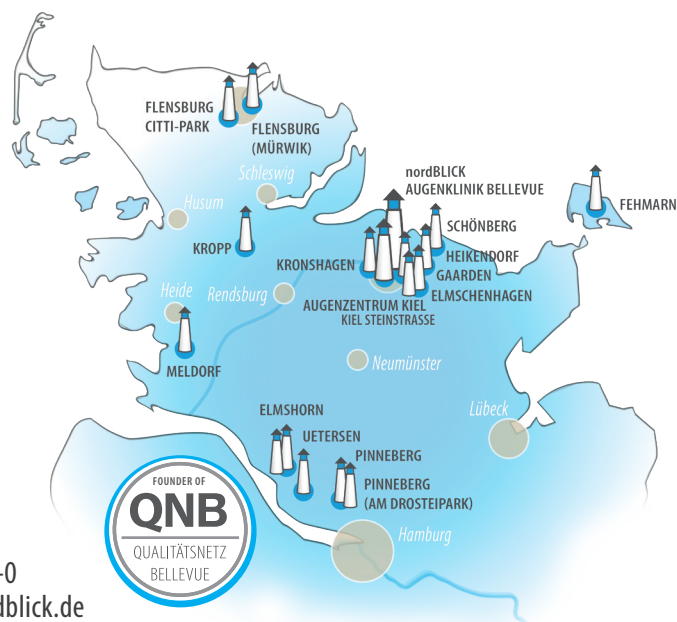 FLENSBURG
CITTI-PARK
FLENSBURG
(MÜRWIK)
Schleswig
nordBLICK
AUGENKLINIK BELLEVUE
FEHMARN
Husum
SCHÖNBERG
KROPP
HEIKENDORF
KRONSHAGEN
GAARDEN
Heide
Rendsburg
ELMSCHENHAGEN
AUGENZENTRUM KIEL
KIEL STEINSTRASSE
MELDORF
Neumünster
ELMSHORN
Lübeck
UETERSEN
PINNEBERG
PINNEBERG
(AM DROSTEIPARK)
FOUNDER OF
QNB
QUALITÄTSNETZ
BELLEVUE
Hamburg
-0
dblick.de